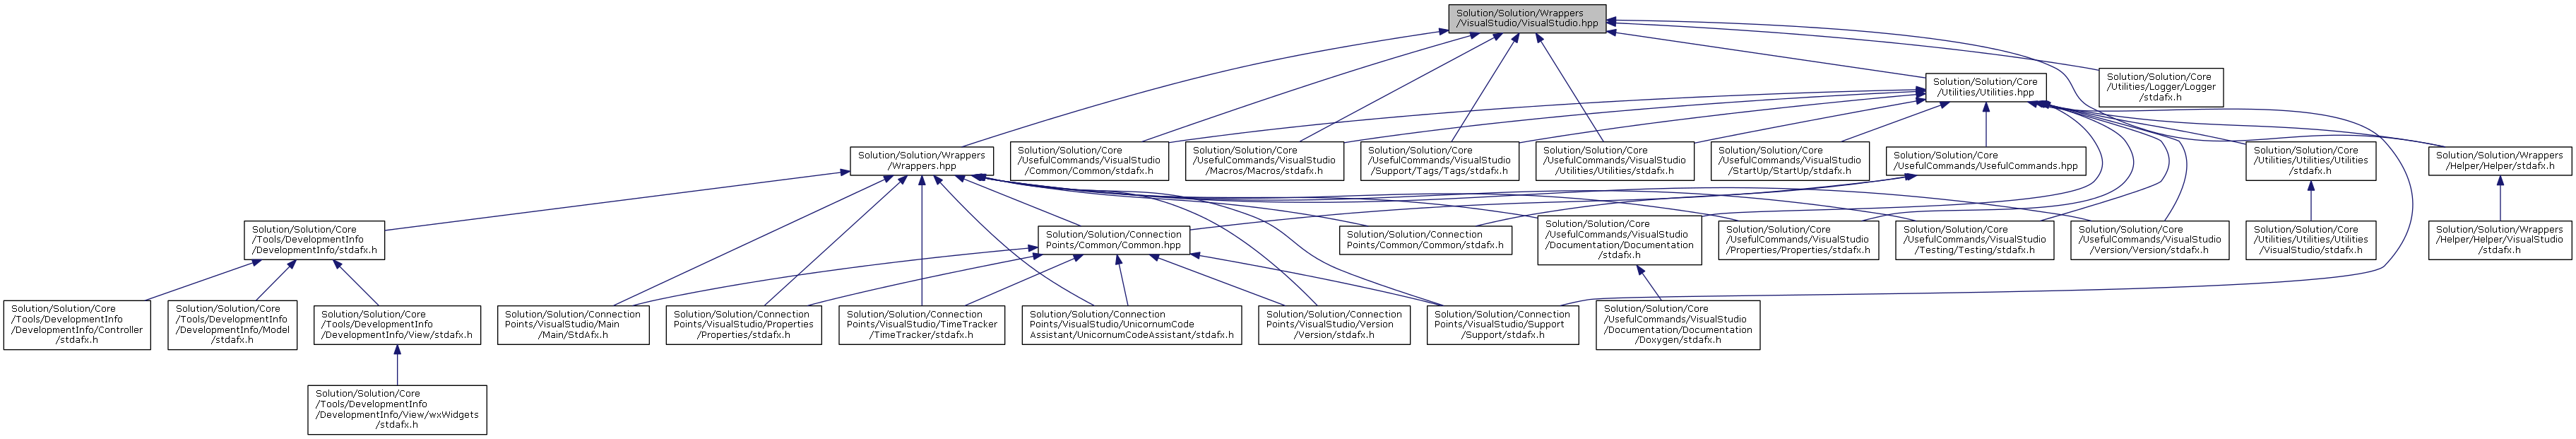 Solution/Solution/Wrappers
/VisualStudio/VisualStudio.hpp
Solution/Solution/Core
/Utilities/Utilities.hpp
Solution/Solution/Core
/Utilities/Logger/Logger
/stdafx.h
Solution/Solution/Wrappers
/Wrappers.hpp
Solution/Solution/Core
/UsefulCommands/VisualStudio
/Common/Common/stdafx.h
Solution/Solution/Core
/UsefulCommands/VisualStudio
/Macros/Macros/stdafx.h
Solution/Solution/Core
/UsefulCommands/VisualStudio
/Support/Tags/Tags/stdafx.h
Solution/Solution/Core
/UsefulCommands/VisualStudio
/Utilities/Utilities/stdafx.h
Solution/Solution/Core
/UsefulCommands/VisualStudio
/StartUp/StartUp/stdafx.h
Solution/Solution/Core
/UsefulCommands/UsefulCommands.hpp
Solution/Solution/Core
/Utilities/Utilities/Utilities
/stdafx.h
Solution/Solution/Wrappers
/Helper/Helper/stdafx.h
Solution/Solution/Core
/Tools/DevelopmentInfo
/DevelopmentInfo/stdafx.h
Solution/Solution/Connection
Points/Common/Common.hpp
Solution/Solution/Connection
Points/Common/Common/stdafx.h
Solution/Solution/Core
/UsefulCommands/VisualStudio
/Documentation/Documentation
/stdafx.h
Solution/Solution/Core
/UsefulCommands/VisualStudio
/Properties/Properties/stdafx.h
Solution/Solution/Core
/UsefulCommands/VisualStudio
/Testing/Testing/stdafx.h
Solution/Solution/Core
/UsefulCommands/VisualStudio
/Version/Version/stdafx.h
Solution/Solution/Core
/Utilities/Utilities/Utilities
/VisualStudio/stdafx.h
Solution/Solution/Wrappers
/Helper/Helper/VisualStudio
/stdafx.h
Solution/Solution/Core
/Tools/DevelopmentInfo
/DevelopmentInfo/Controller
/stdafx.h
Solution/Solution/Core
/Tools/DevelopmentInfo
/DevelopmentInfo/Model
/stdafx.h
Solution/Solution/Core
/Tools/DevelopmentInfo
/DevelopmentInfo/View/stdafx.h
Solution/Solution/Connection
Points/VisualStudio/Main
/Main/StdAfx.h
Solution/Solution/Connection
Points/VisualStudio/Properties
/Properties/stdafx.h
Solution/Solution/Connection
Points/VisualStudio/TimeTracker
/TimeTracker/stdafx.h
Solution/Solution/Connection
Points/VisualStudio/UnicornumCode
Assistant/UnicornumCodeAssistant/stdafx.h
Solution/Solution/Connection
Points/VisualStudio/Version
/Version/stdafx.h
Solution/Solution/Connection
Points/VisualStudio/Support
/Support/stdafx.h
Solution/Solution/Core
/UsefulCommands/VisualStudio
/Documentation/Documentation
/Doxygen/stdafx.h
Solution/Solution/Core
/Tools/DevelopmentInfo
/DevelopmentInfo/View/wxWidgets
/stdafx.h